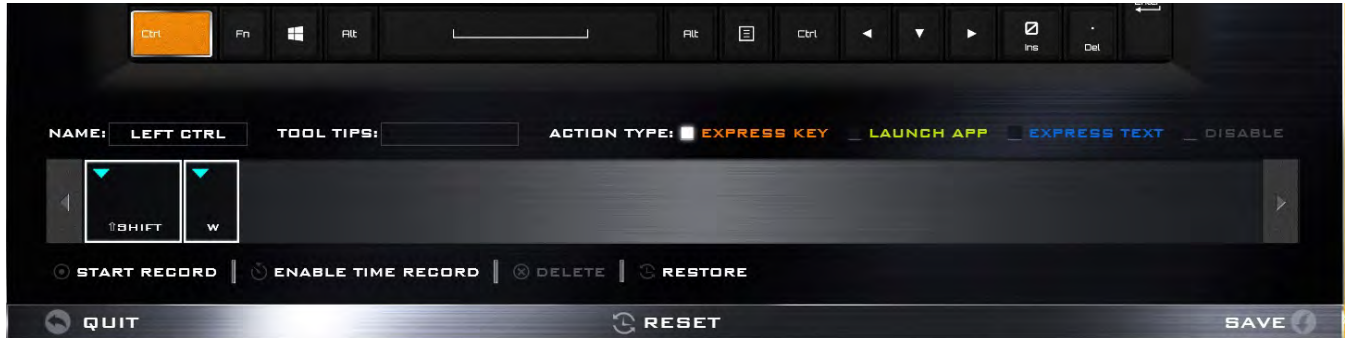 Enter
Ctrl Fn Alt Alt Ctrl Ins Del
NAME: LEFT CTRL TOOL TIPS: ACTION TYPE: EXPRESS KEY LAUNCH APP EXPRESS TEXT DISABLE
⇧SHIFT W
START RECORD ENABLE TIME RECORD DELETE RESTORE
QUIT RESET SAVE